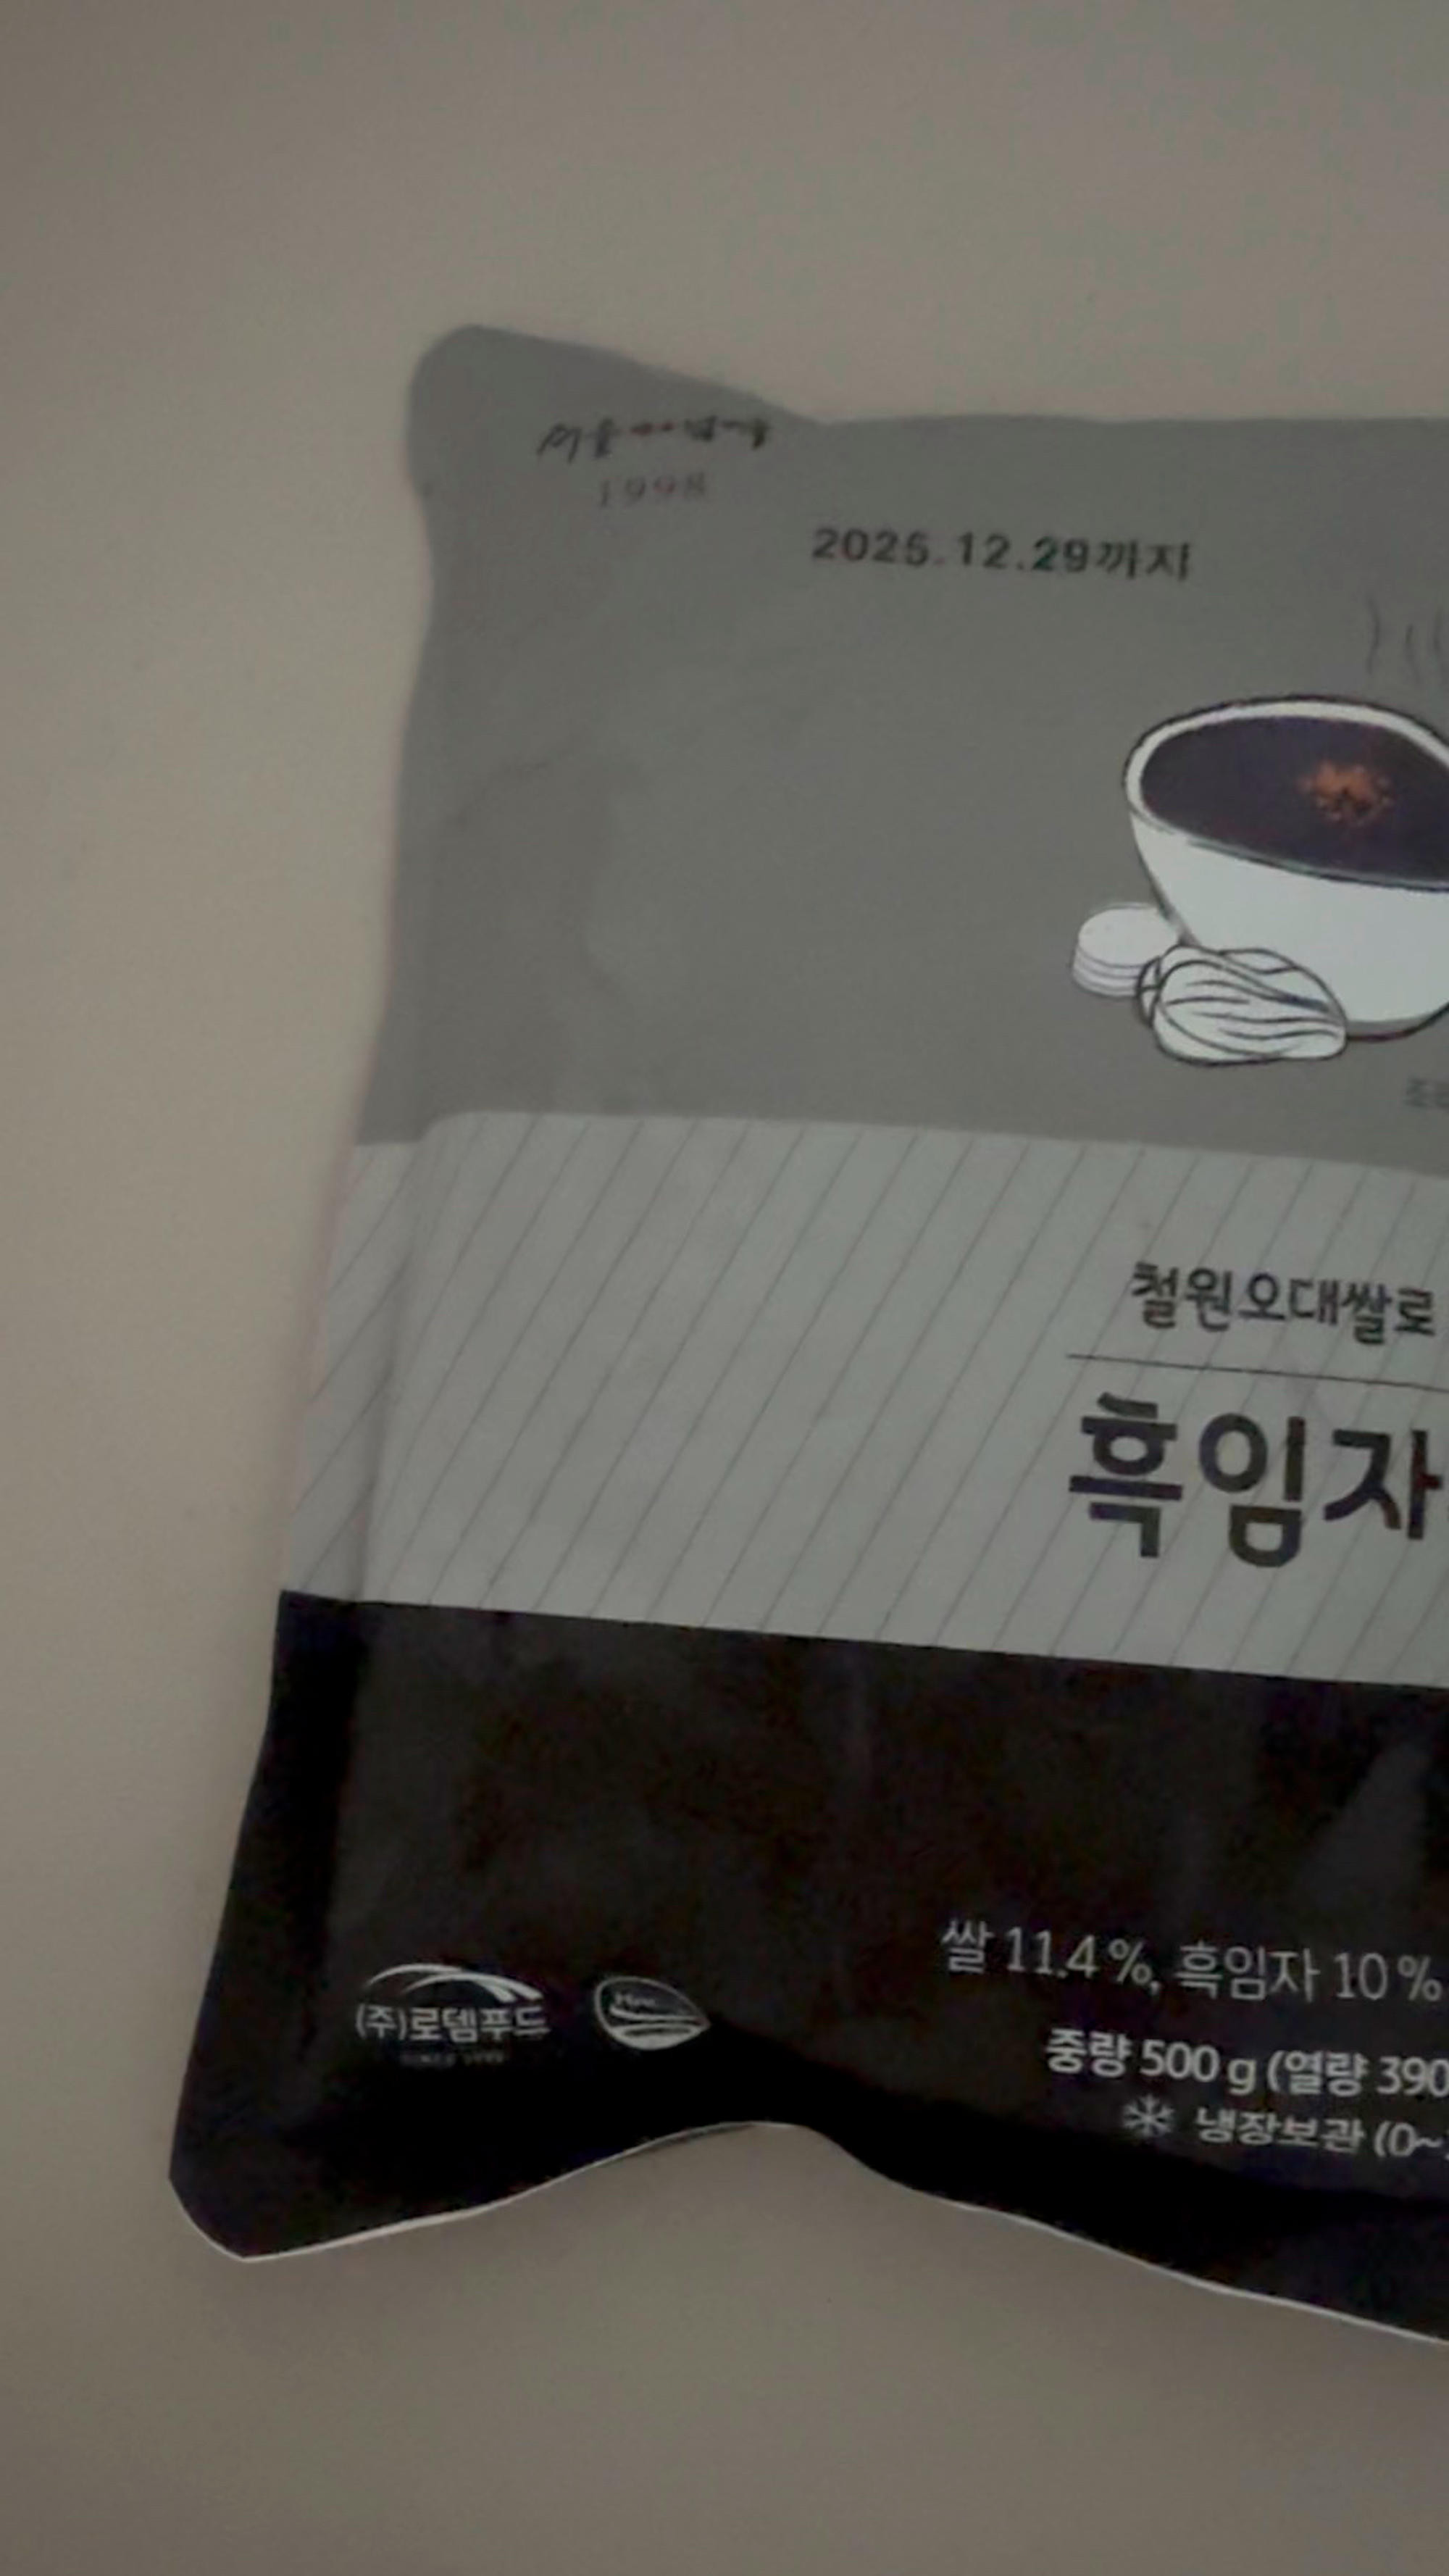 1998
2025.12.29까지
철원오대쌀로
흑임자
쌀 11.4 %, 흑임자 10 %
(주)로뎀푸드
중량 500 g (열량 390
냉장보관 (0~